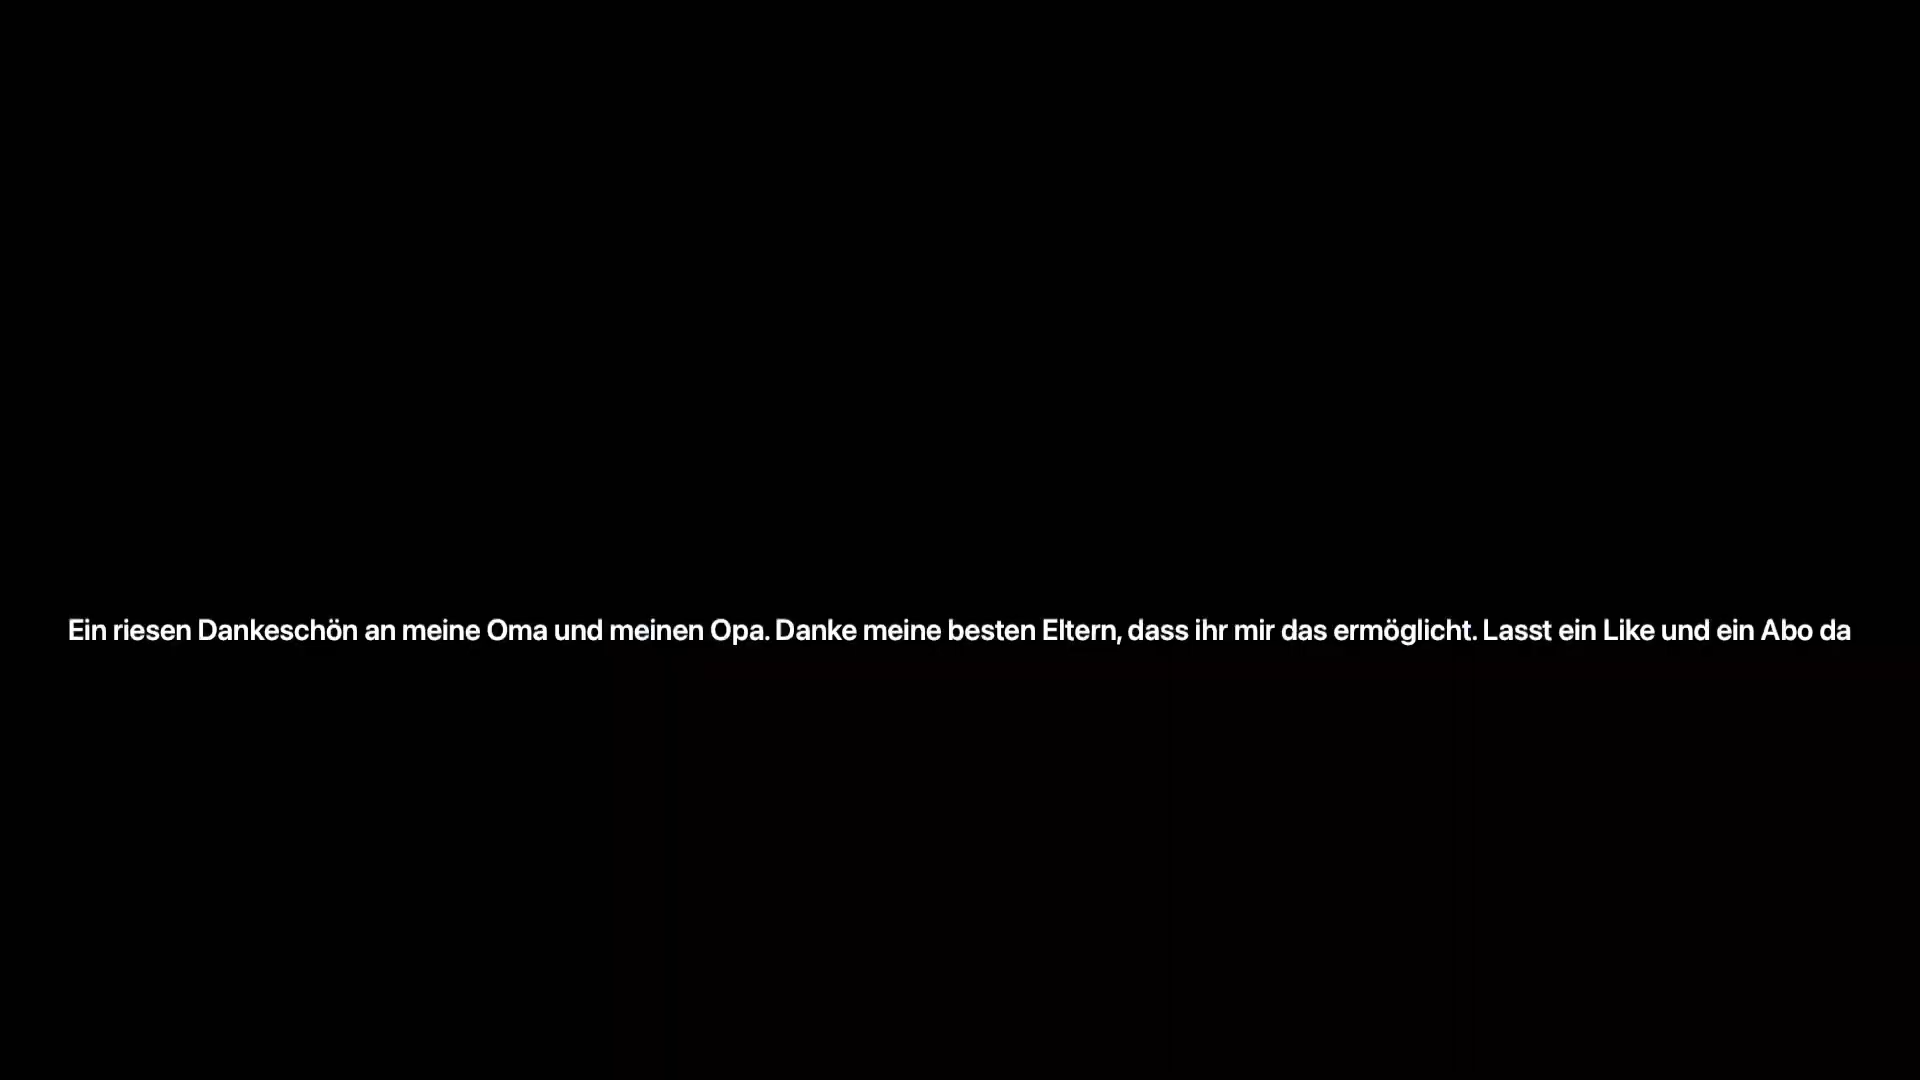 Ein riesen Dankeschön an meine Oma und meinen Opa. Danke meine besten Eltern, dass ihr mir das ermöglicht. Lasst ein Like und ein Abo da